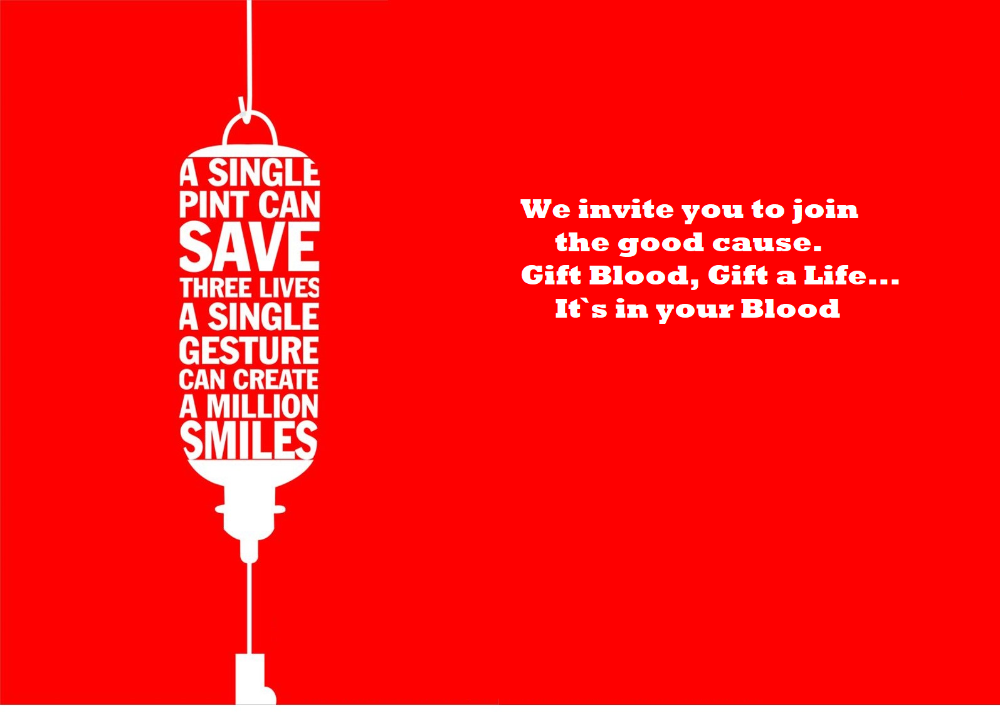 A SINGLE
PINT CAN
SAVE
THREE LIVES
A SINGLE
GESTURE
CAN CREATE
A MILLION
SMILES
We invite you to join
the good cause.
Gift Blood, Gift a Life...
It`s in your Blood